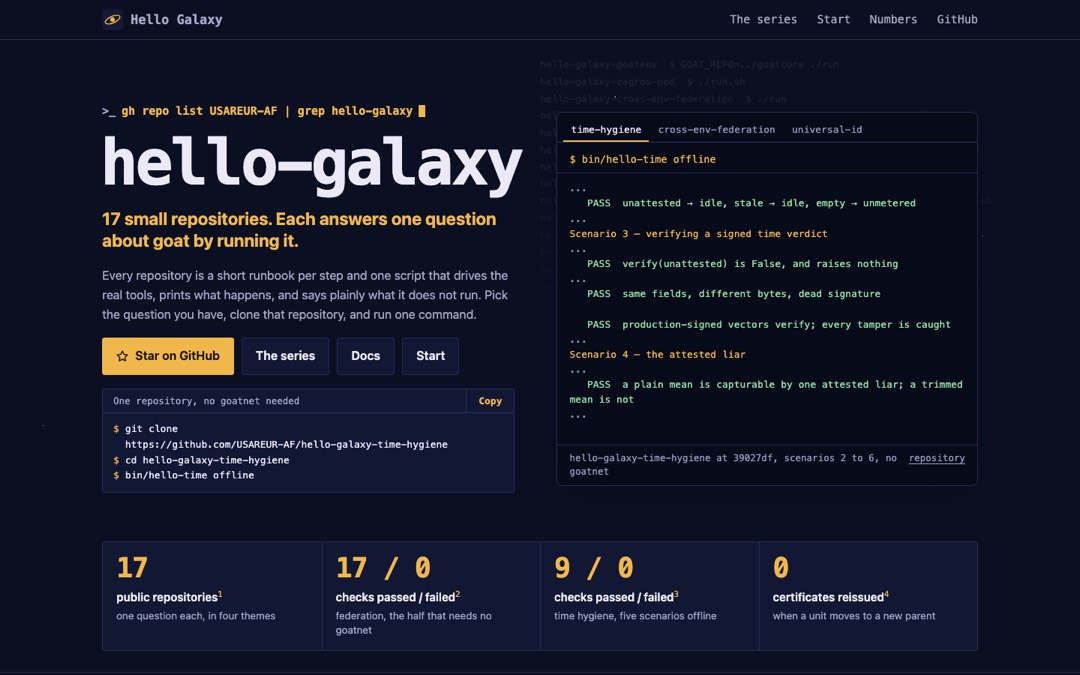 Hello Galaxy
The series Start Numbers GitHub
hello-galaxy-goatenv $ GOAT_REPO=../goatcore ./run
hello-galaxy-zagros-ped $ ./run.sh
hello-galaxy-cross-env-federation $ ./run
>_ gh repo list USAREUR-AF | grep hello-galaxy
hello-galaxy
17 small repositories. Each answers one question
about goat by running it.
Every repository is a short runbook per step and one script that drives the
real tools, prints what happens, and says plainly what it does not run. Pick
the question you have, clone that repository, and run one command.
Star on GitHub The series Docs Start
One repository, no goatnet needed Copy
$ git clone
https://github.com/USAREUR-AF/hello-galaxy-time-hygiene
$ cd hello-galaxy-time-hygiene
$ bin/hello-time offline
time-hygiene cross-env-federation universal-id
$ bin/hello-time offline
...
PASS unattested → idle, stale → idle, empty → unmetered
...
Scenario 3 — verifying a signed time verdict
...
PASS verify(unattested) is False, and raises nothing
...
PASS same fields, different bytes, dead signature
PASS production-signed vectors verify; every tamper is caught
...
Scenario 4 — the attested liar
...
PASS a plain mean is capturable by one attested liar; a trimmed
mean is not
...
hello-galaxy-time-hygiene at 39027df, scenarios 2 to 6, no
goatnet
repository
17
public repositories1
one question each, in four themes
17 / 0
checks passed / failed2
federation, the half that needs no
goatnet
9 / 0
checks passed / failed3
time hygiene, five scenarios offline
0
certificates reissued4
when a unit moves to a new parent